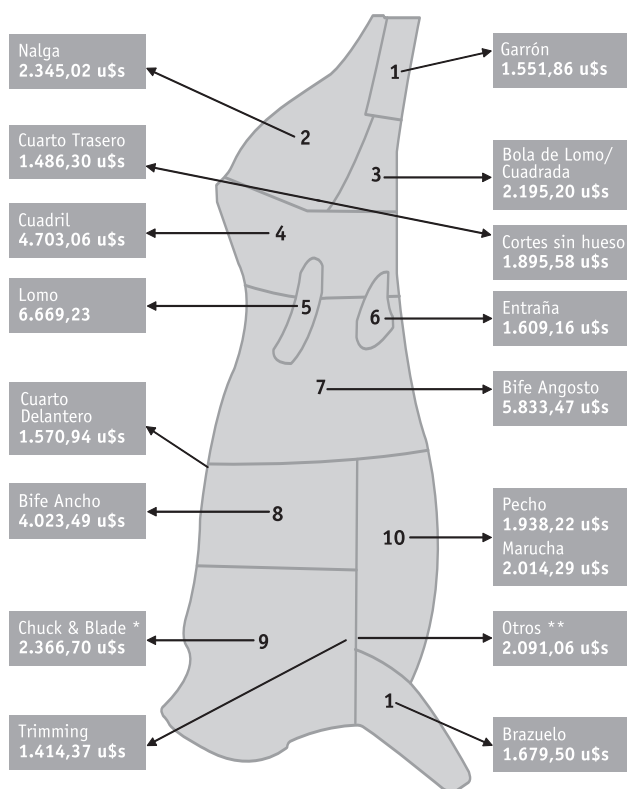 Nalga
2.345,02 u$s
Cuarto Trasero
1.486,30 u$s
Cuadril
4.703,06 u$s
Lomo
6.669,23
Cuarto
Delantero
1.570,94 u$s
Bife Ancho
4.023,49 u$s
Chuck & Blade *
2.366,70 u$s
Trimming
1.414,37 u$s
1
2
3
4
5
6
7
8
10
9
1
Garrón
1.551,86 u$s
Bola de Lomo/
Cuadrada
2.195,20 u$s
Cortes sin hueso
1.895,58 u$s
Entraña
1.609,16 u$s
Bife Angosto
5.833,47 u$s
Pecho
1.938,22 u$s
Marucha
2.014,29 u$s
Otros **
2.091,06 u$s
Brazuelo
1.679,50 u$s